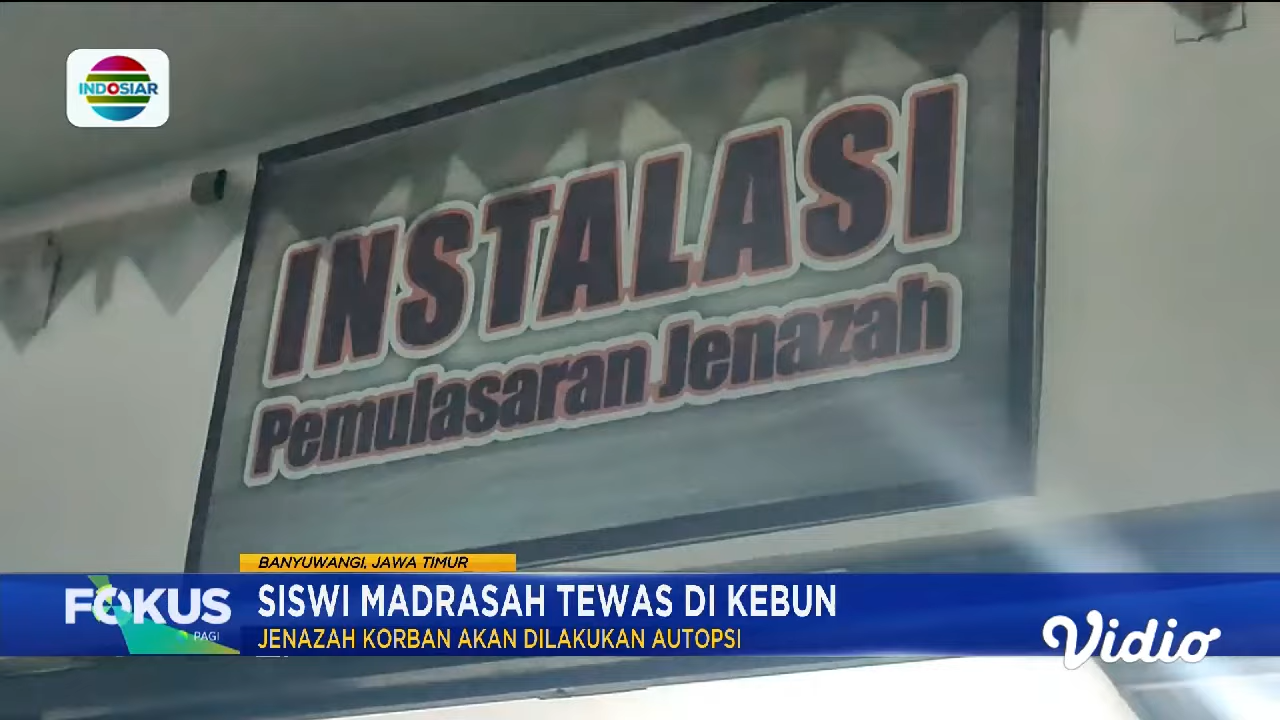 INDOSIAR
INSTALASI
Pemulasaran Jenazah
BANYUWANGI, JAWA TIMUR
FOKUS
PAGI
SISWI MADRASAH TEWAS DI KEBUN
JENAZAH KORBAN AKAN DILAKUKAN AUTOPSI
Vidio